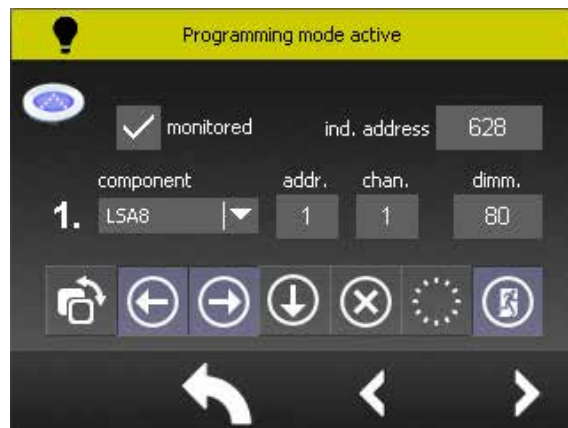 Programming mode active
monitored ind. address 628
component addr. chan. dimm.
1. LSA8 1 1 80